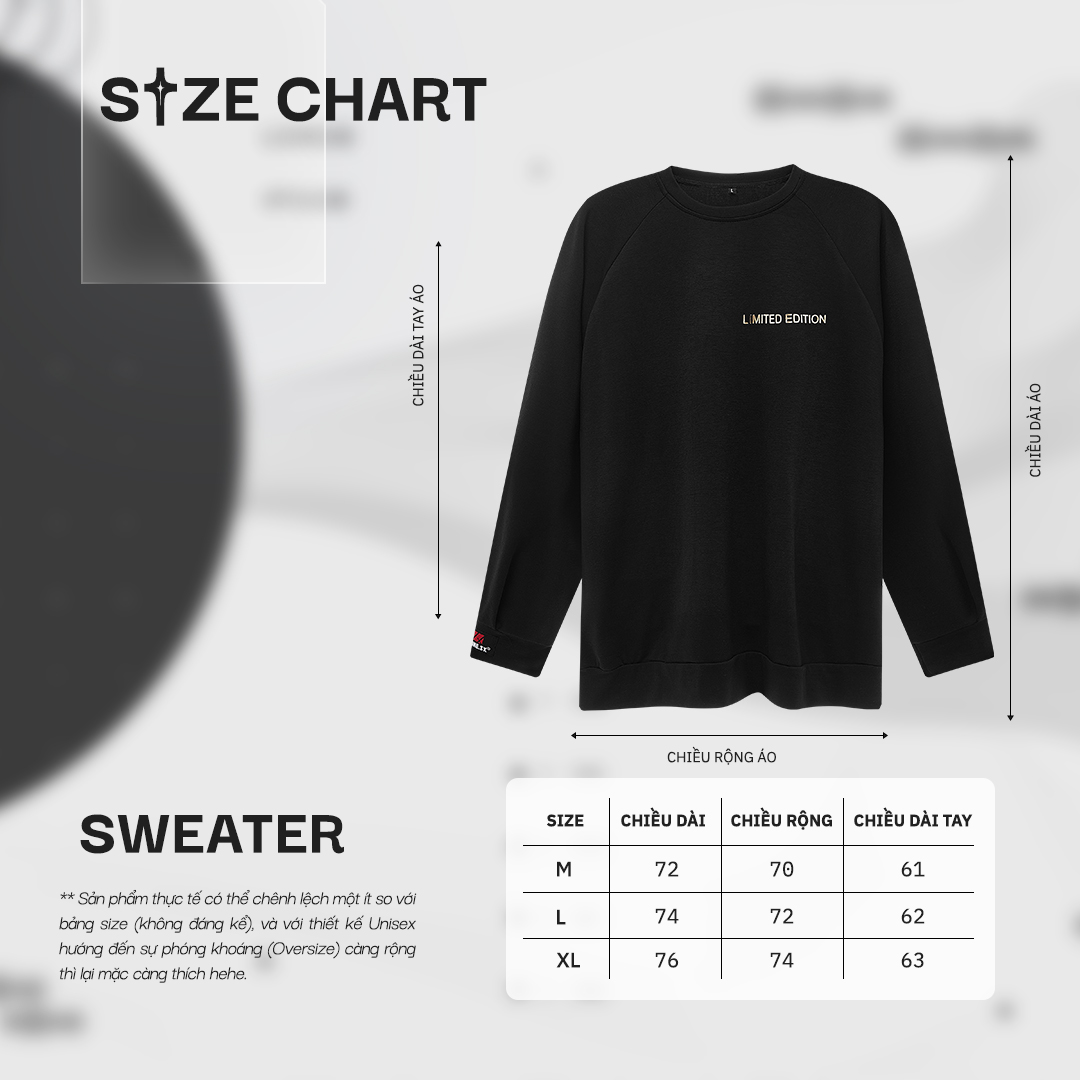 SIZE CHART
CHIỀU DÀI TAY ÁO
L
LIMITED EDITION
CHIỀU DÀI ÁO
CHIỀU RỘNG ÁO
SWEATER
** Sản phẩm thực tế có thể chênh lệch một ít so với
bảng size (không đáng kể), và với thiết kế Unisex
hướng đến sự phóng khoáng (Oversize) càng rộng
thì lại mặc càng thích hehe.
SIZE CHIỀU DÀI CHIỀU RỘNG CHIỀU DÀI TAY
M 72 70 61
L 74 72 62
XL 76 74 63